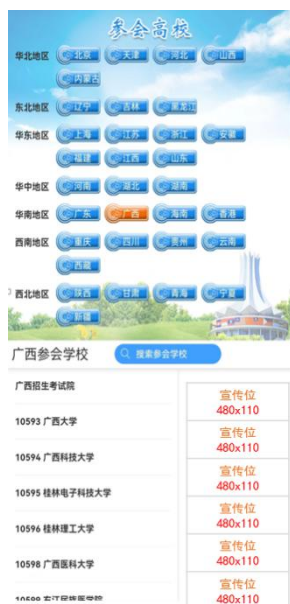 参会高校
华北地区 北京 天津 河北 山西
内蒙古
东北地区 辽宁 吉林 黑龙江
华东地区 上海 江苏 浙江 安徽
福建 江西 山东
华中地区 河南 湖北 湖南
华南地区 广东 广西 海南 香港
西南地区 重庆 四川 贵州 云南
西藏
西北地区 陕西 甘肃 青海 宁夏
新疆
广西参会学校 搜索参会学校
广西招生考试院
10593 广西大学
10594 广西科技大学
10595 桂林电子科技大学
10596 桂林理工大学
10598 广西医科大学
10599 右江民族医学院
宣传位
480x110
宣传位
480x110
宣传位
480x110
宣传位
480x110
宣传位
480x110
宣传位
480x110